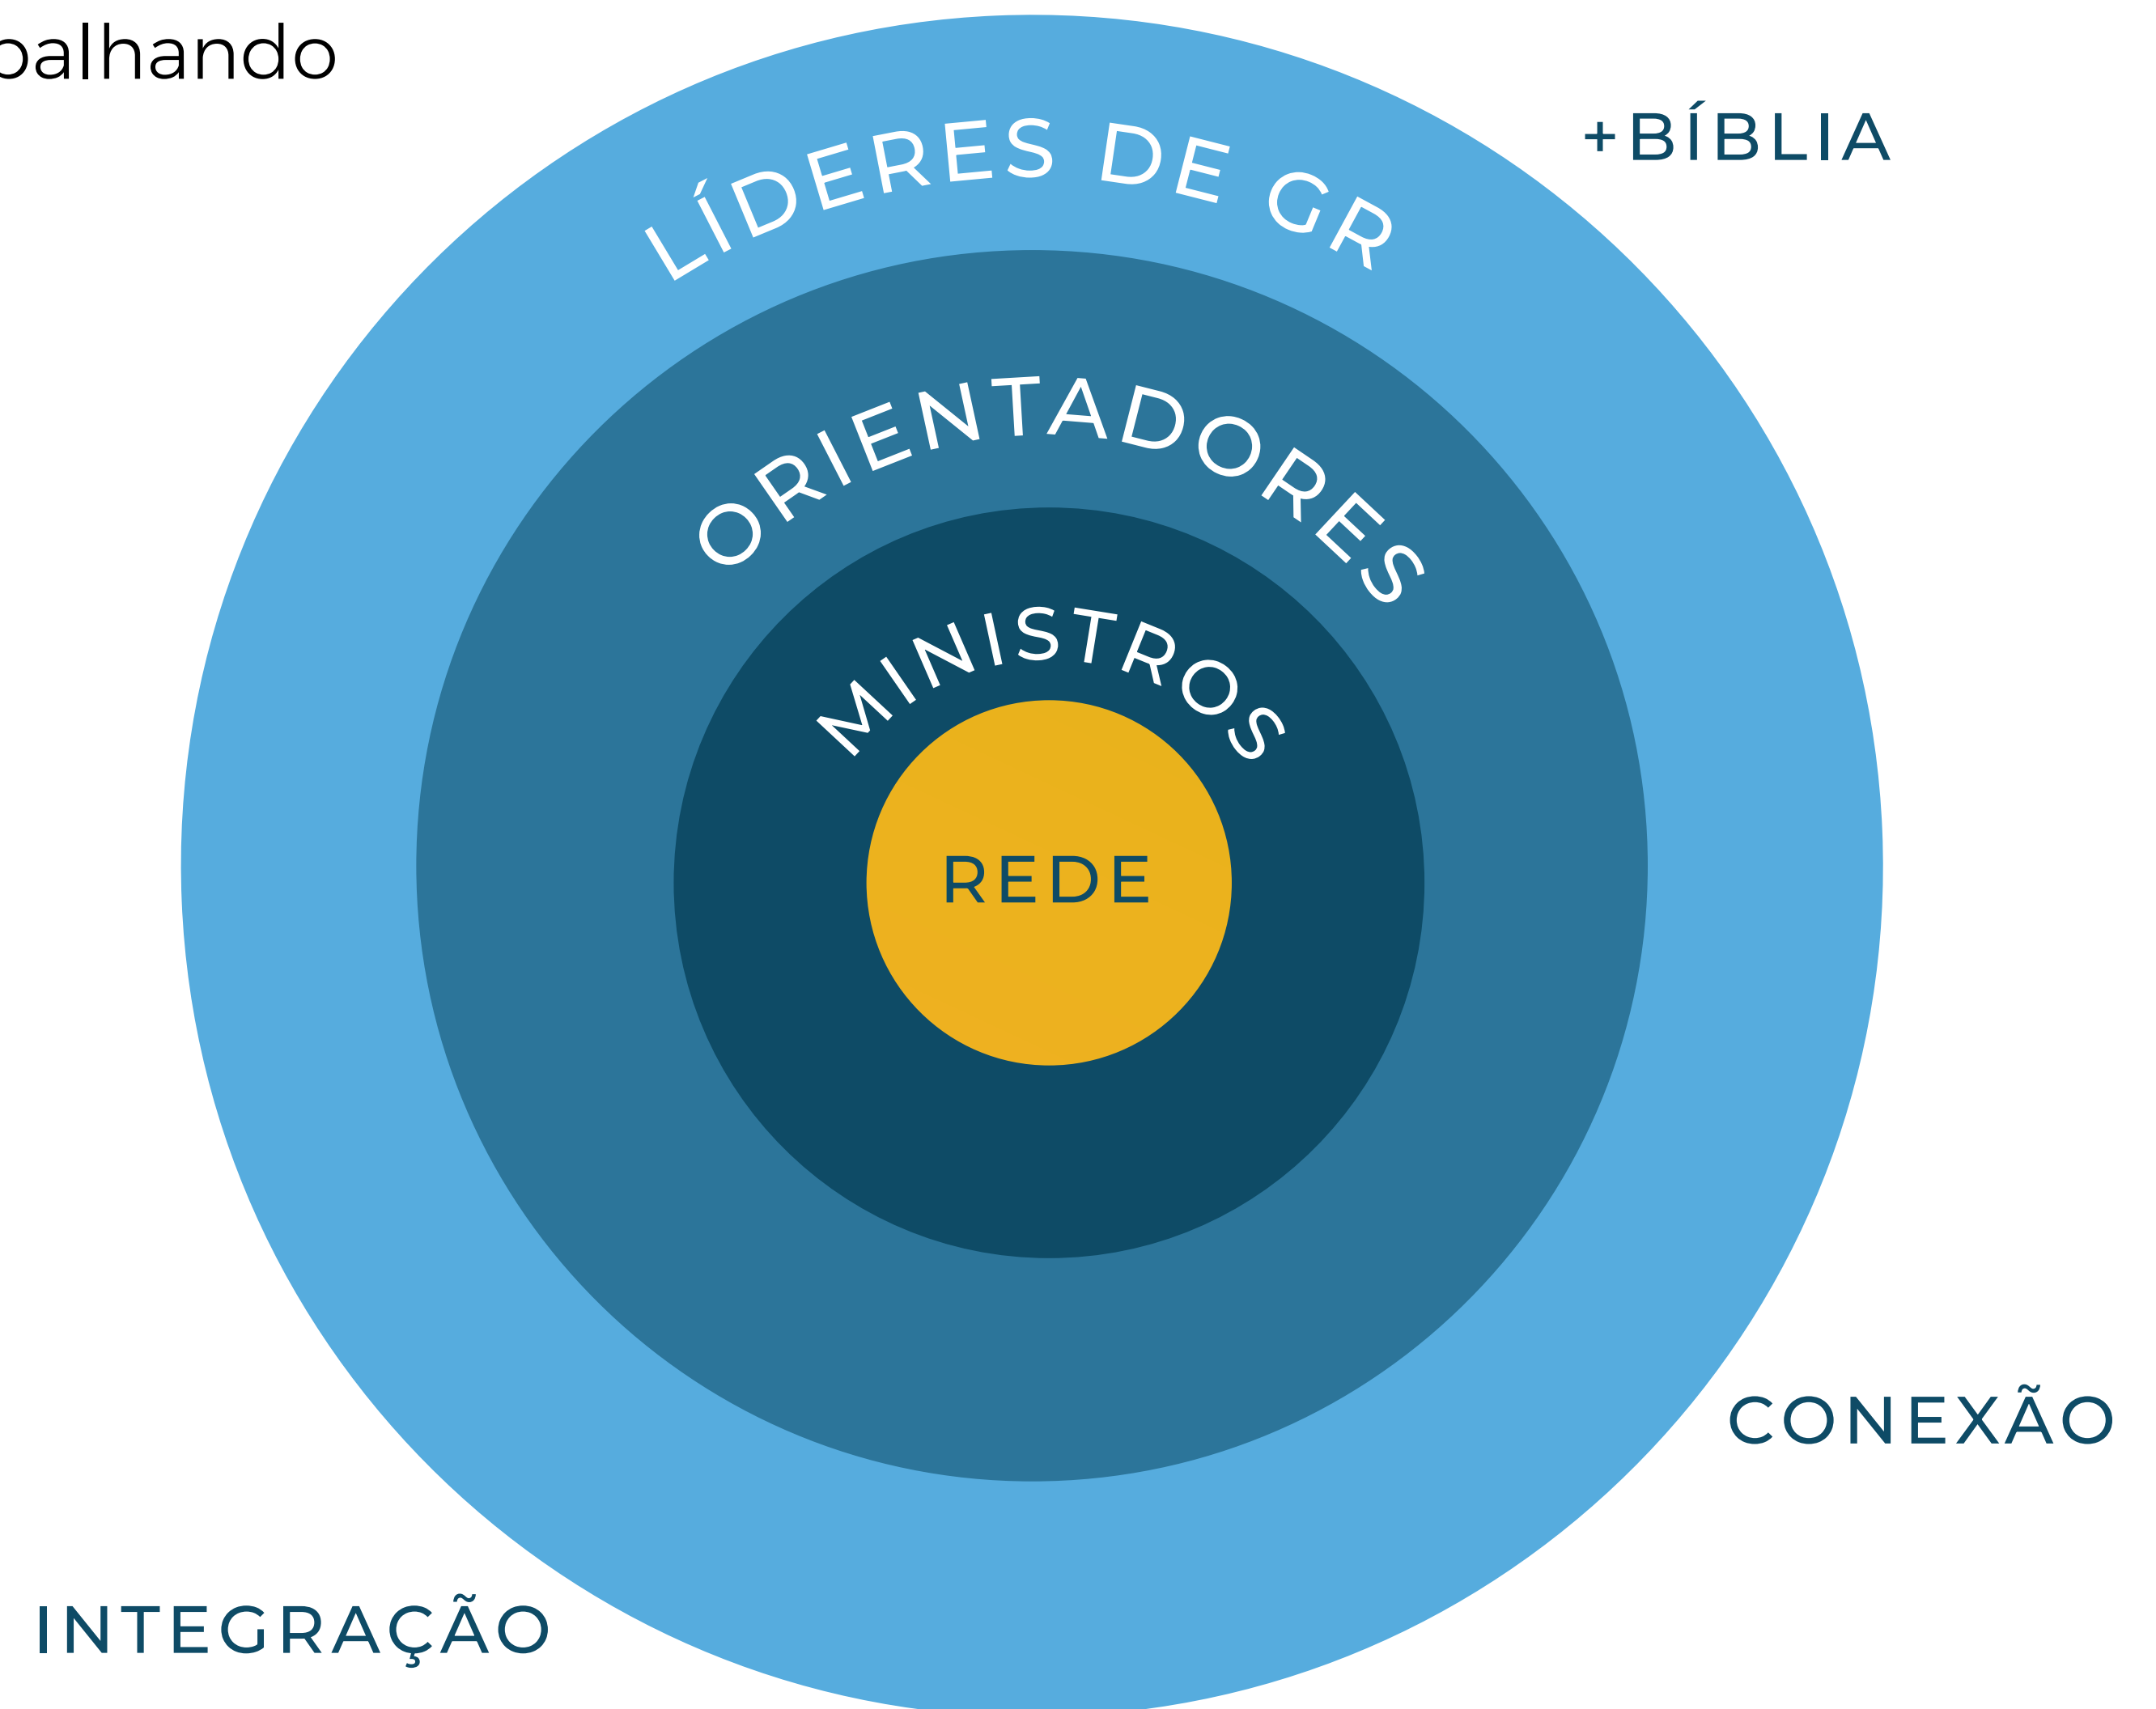 balhando
+BÍBLIA
LÍDERES DE GR
ORIENTADORES
MINISTROS
REDE
CONEXÃO
INTEGRAÇÃO